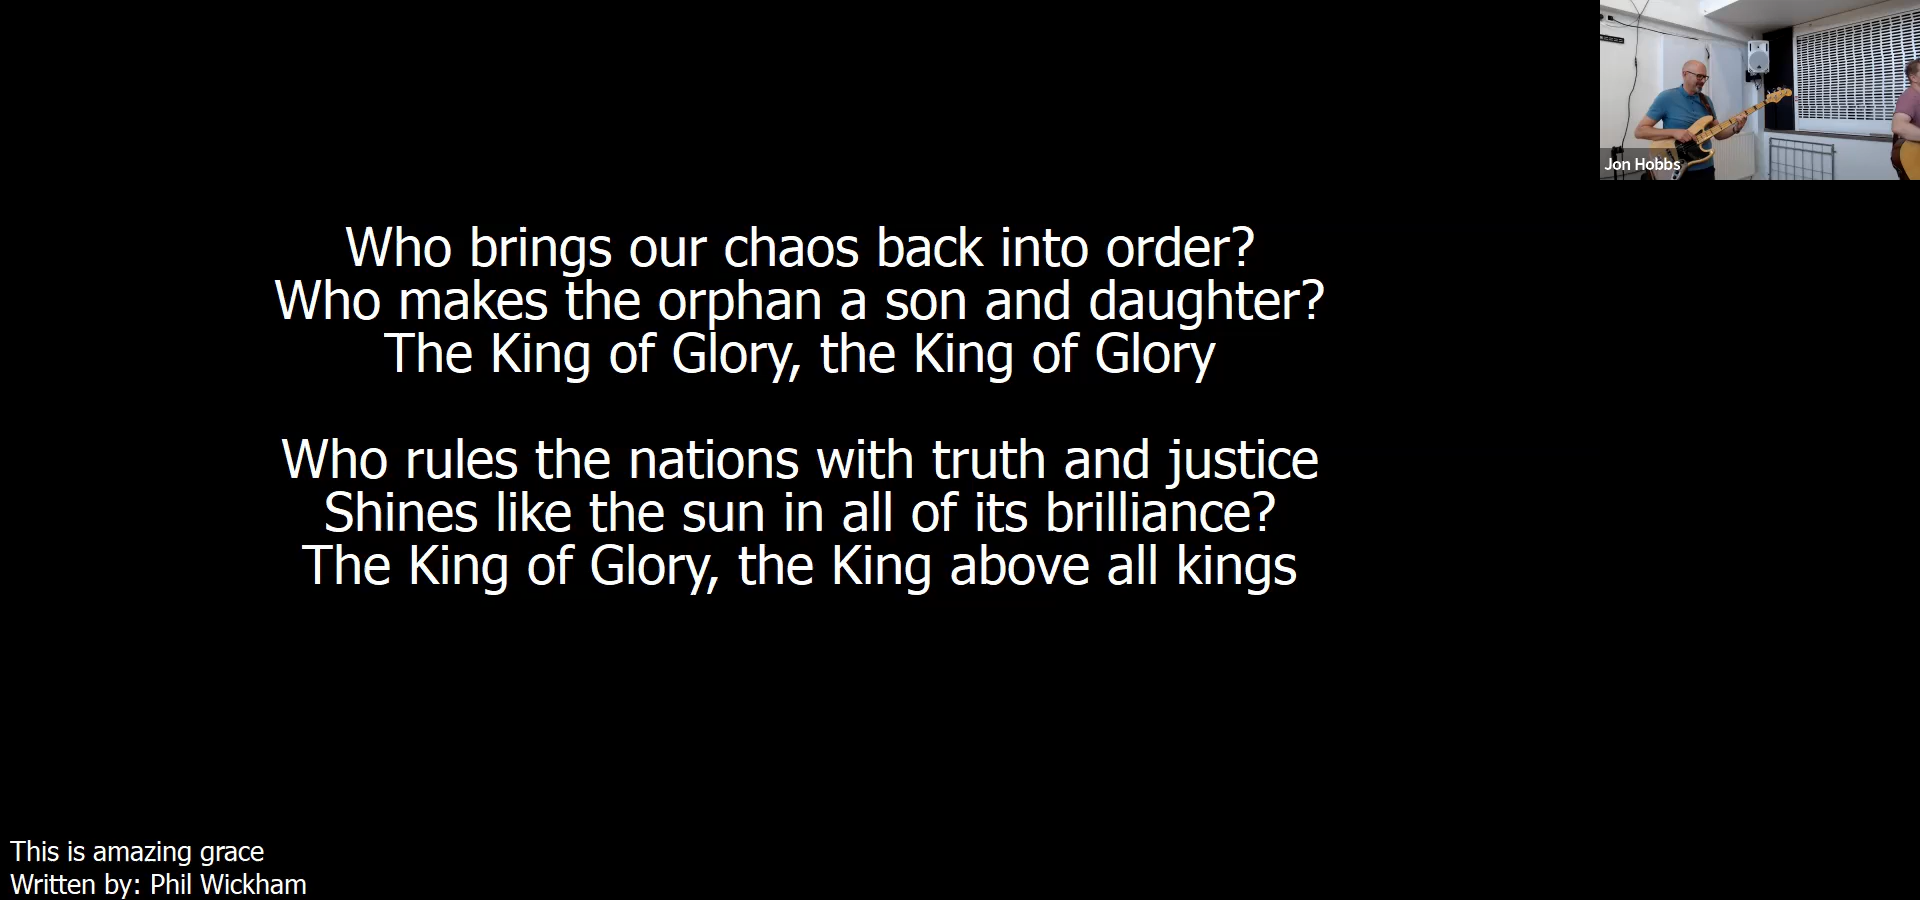 Who brings our chaos back into order?
Who makes the orphan a son and daughter?
The King of Glory, the King of Glory
Who rules the nations with truth and justice
Shines like the sun in all of its brilliance?
The King of Glory, the King above all kings
Jon Hobbs
This is amazing grace
Written by: Phil Wickham